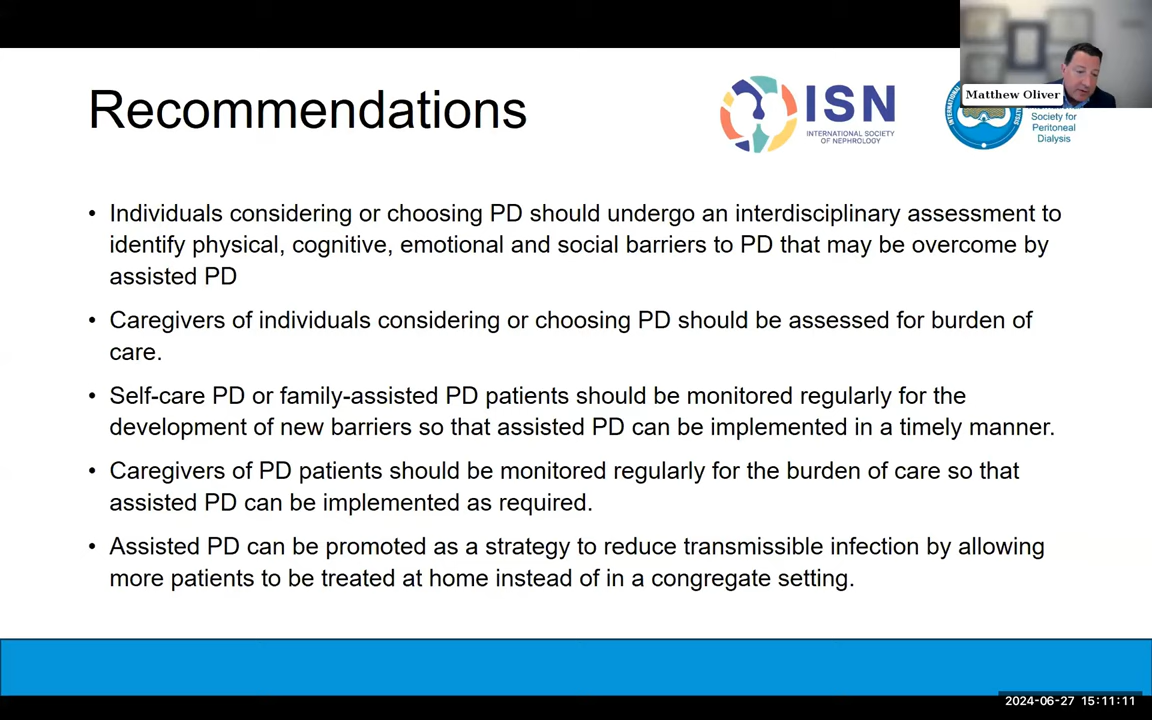 Recommendations
ISN
INTERNATIONAL SOCIETY
OF NEPHROLOGY
Matthew Oliver
INTERNATIONAL
Society for
Peritoneal
Dialysis
• Individuals considering or choosing PD should undergo an interdisciplinary assessment to
identify physical, cognitive, emotional and social barriers to PD that may be overcome by
assisted PD
• Caregivers of individuals considering or choosing PD should be assessed for burden of
care.
• Self-care PD or family-assisted PD patients should be monitored regularly for the
development of new barriers so that assisted PD can be implemented in a timely manner.
• Caregivers of PD patients should be monitored regularly for the burden of care so that
assisted PD can be implemented as required.
• Assisted PD can be promoted as a strategy to reduce transmissible infection by allowing
more patients to be treated at home instead of in a congregate setting.
2024-06-27 15:11:11